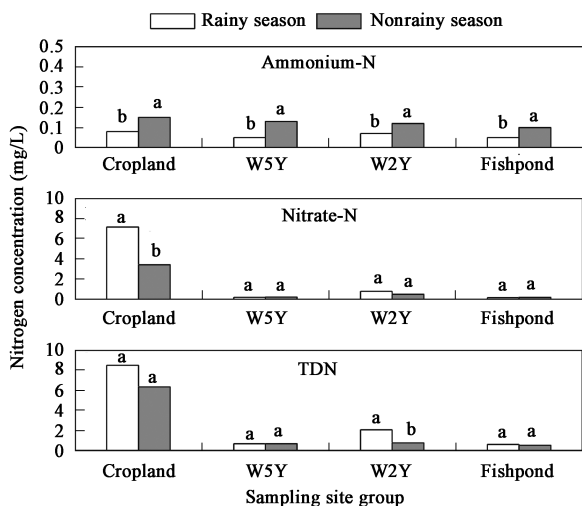 Rainy season Nonrainy season
Nitrogen concentration (mg/L)
Ammonium-N
0.5
0.4
0.3
0.2
0.1
0
b a b a b a b a
Cropland W5Y W2Y Fishpond
Nitrate-N
10
8
6
4
2
0
a b a a a a a a
Cropland W5Y W2Y Fishpond
TDN
10
8
6
4
2
0
a a a a a b a a
Cropland W5Y W2Y Fishpond
Sampling site group